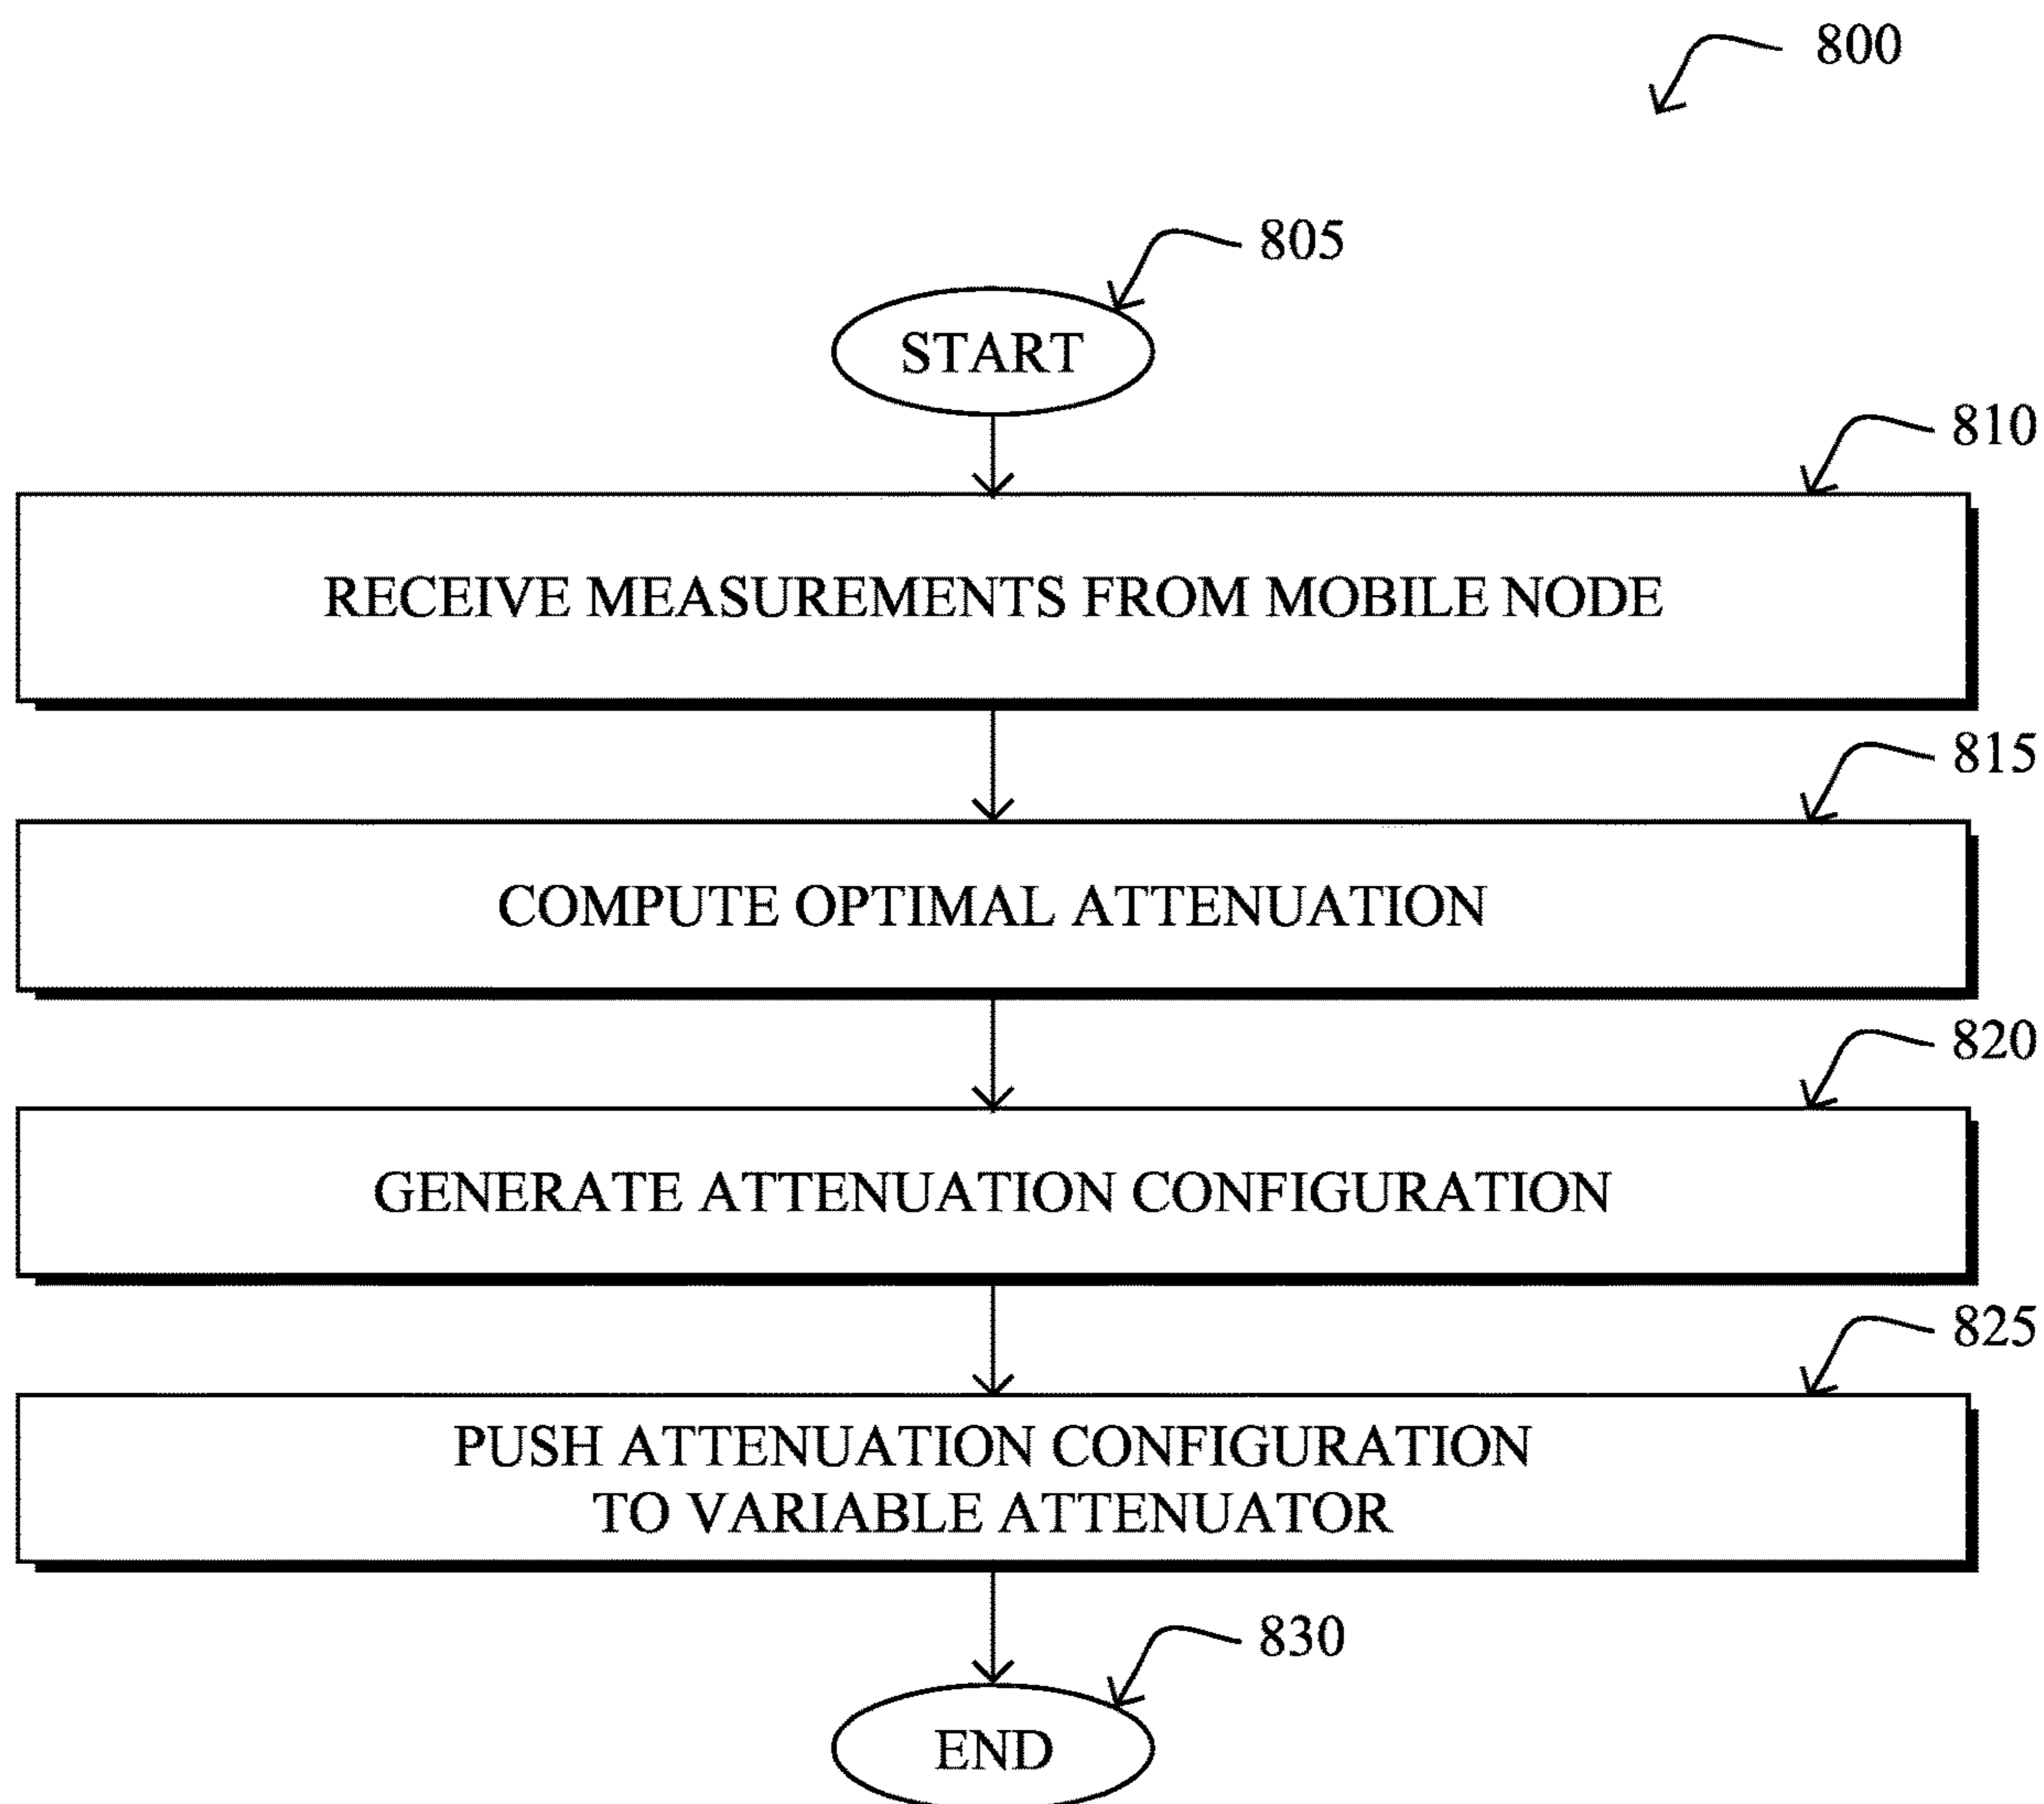 800
805
START
810
RECEIVE MEASUREMENTS FROM MOBILE NODE
815
COMPUTE OPTIMAL ATTENUATION
820
GENERATE ATTENUATION CONFIGURATION
825
PUSH ATTENUATION CONFIGURATION
TO VARIABLE ATTENUATOR
830
END